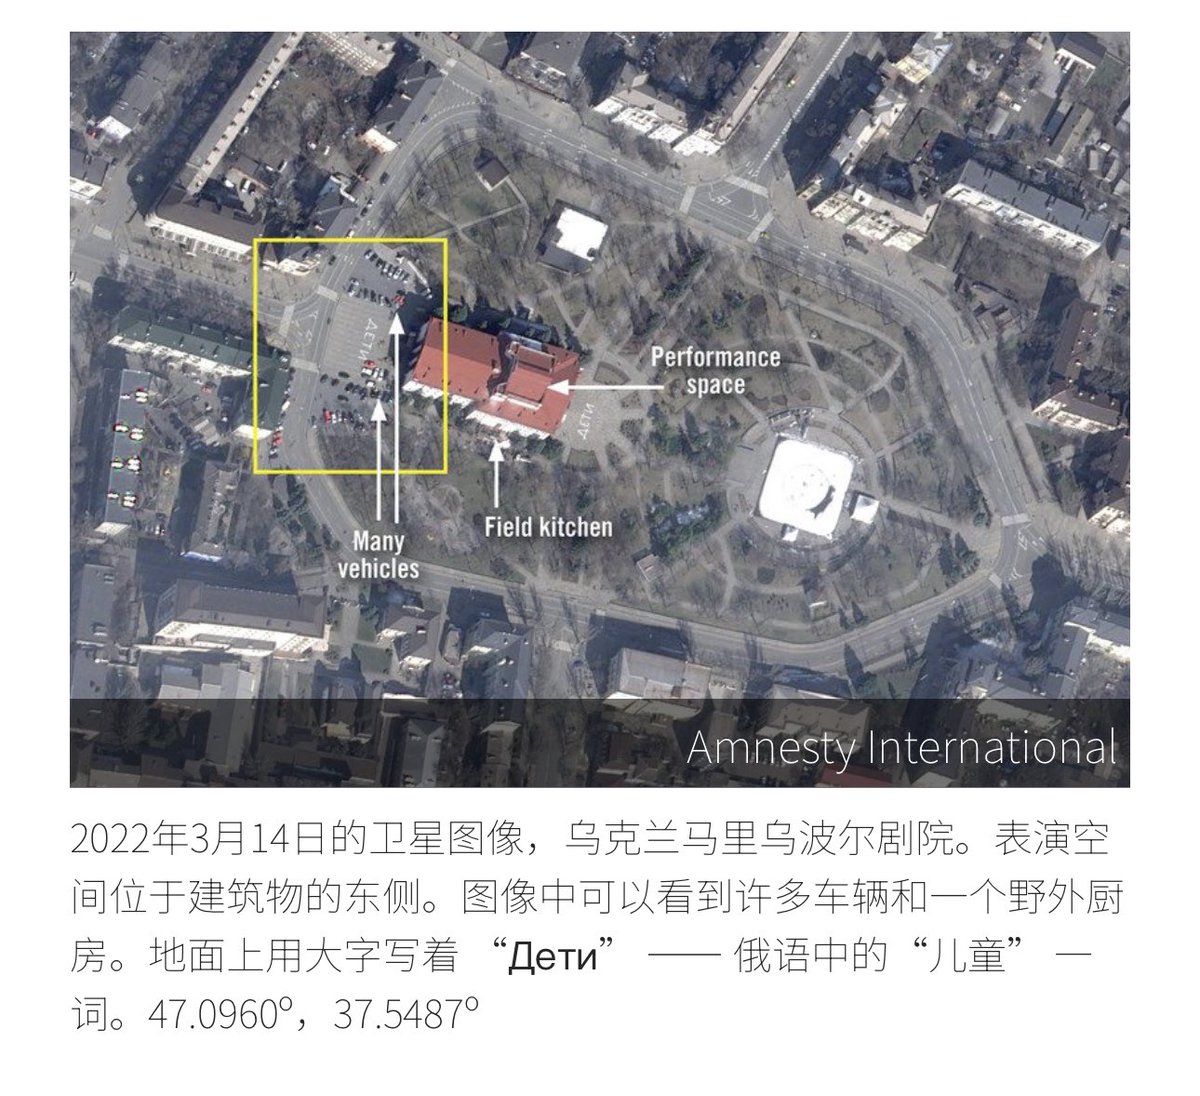 ДЕТИ
Performance
space
ДЕТИ
Field kitchen
Many
vehicles
Amnesty International
2022年3月14日的卫星图像，乌克兰马里乌波尔剧院。表演空
间位于建筑物的东侧。图像中可以看到许多车辆和一个野外厨
房。地面上用大字写着 “Дети” —— 俄语中的“儿童” 一
词。47.0960º，37.5487º